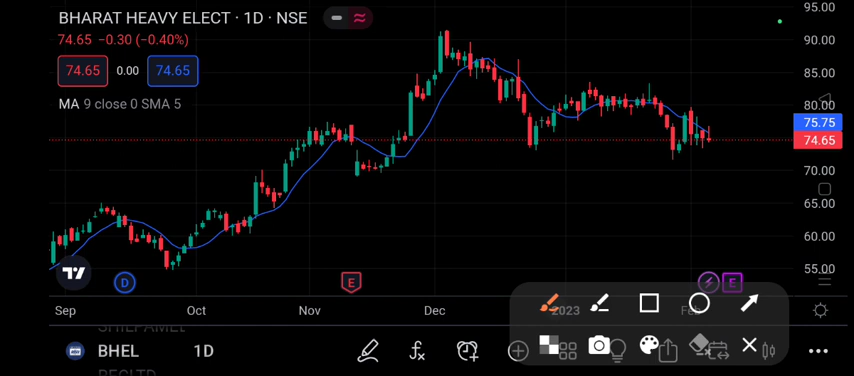 BHARAT HEAVY ELECT · 1D · NSE
74.65 −0.30 (−0.40%)
74.65 0.00 74.65
MA 9 close 0 SMA 5
95.00
90.00
85.00
80.00
75.75
74.65
70.00
65.00
60.00
55.00
D E E
Sep Oct Nov Dec 2023 Feb
BHEL 1D